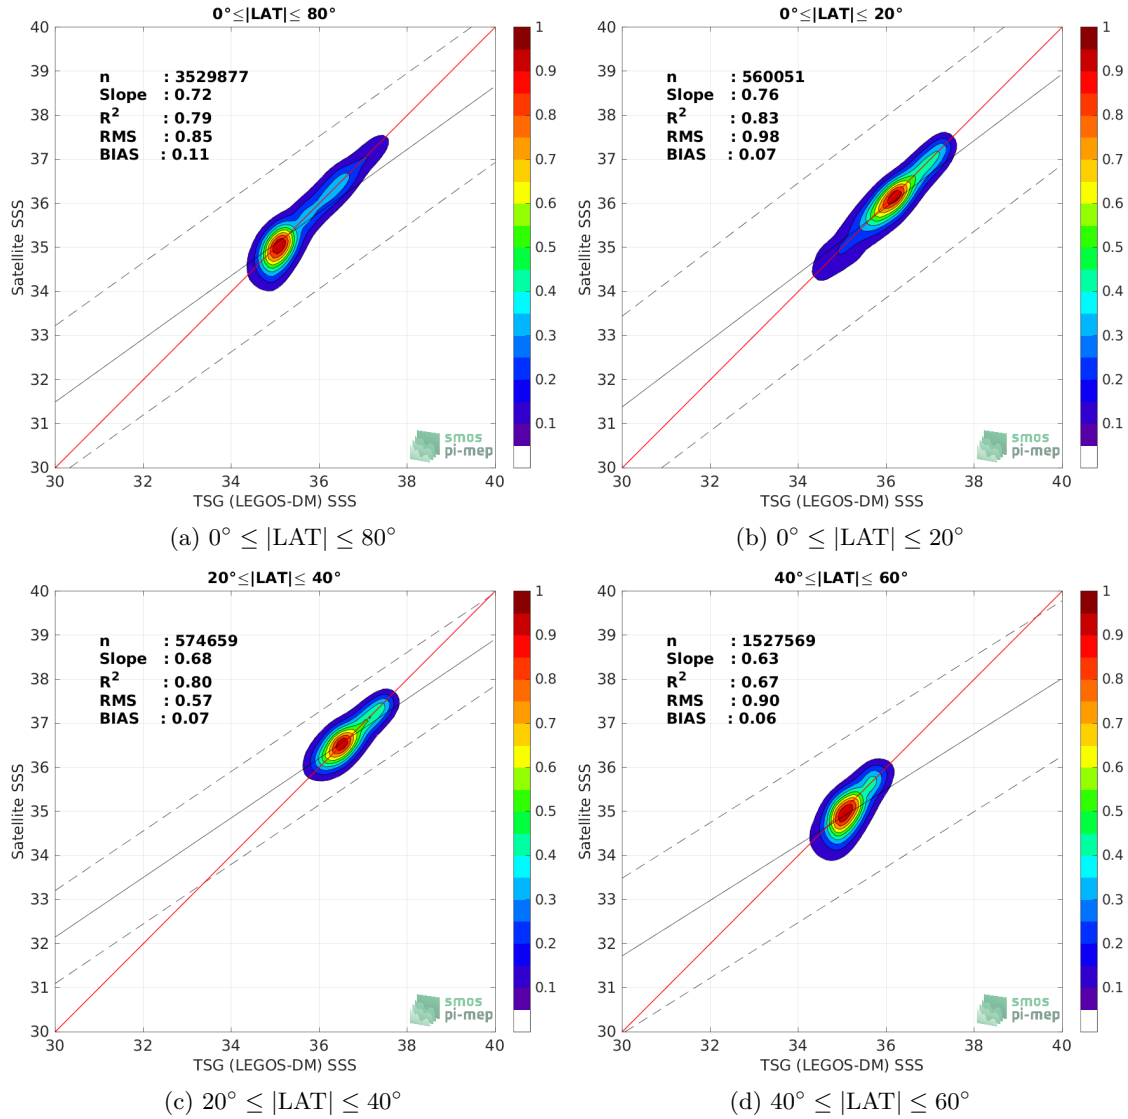 0°≤|LAT|≤ 80°
40
39
38
37
36
35
34
33
32
31
30
Satellite SSS
n : 3529877
Slope : 0.72
R² : 0.79
RMS : 0.85
BIAS : 0.11
smos
pi-mep
30 32 34 36 38 40
TSG (LEGOS-DM) SSS
1
0.9
0.8
0.7
0.6
0.5
0.4
0.3
0.2
0.1
(a) 0° ≤ |LAT| ≤ 80°
0°≤|LAT|≤ 20°
40
39
38
37
36
35
34
33
32
31
30
Satellite SSS
n : 560051
Slope : 0.76
R² : 0.83
RMS : 0.98
BIAS : 0.07
smos
pi-mep
30 32 34 36 38 40
TSG (LEGOS-DM) SSS
1
0.9
0.8
0.7
0.6
0.5
0.4
0.3
0.2
0.1
(b) 0° ≤ |LAT| ≤ 20°
20°≤|LAT|≤ 40°
40
39
38
37
36
35
34
33
32
31
30
Satellite SSS
n : 574659
Slope : 0.68
R² : 0.80
RMS : 0.57
BIAS : 0.07
smos
pi-mep
30 32 34 36 38 40
TSG (LEGOS-DM) SSS
1
0.9
0.8
0.7
0.6
0.5
0.4
0.3
0.2
0.1
(c) 20° ≤ |LAT| ≤ 40°
40°≤|LAT|≤ 60°
40
39
38
37
36
35
34
33
32
31
30
Satellite SSS
n : 1527569
Slope : 0.63
R² : 0.67
RMS : 0.90
BIAS : 0.06
smos
pi-mep
30 32 34 36 38 40
TSG (LEGOS-DM) SSS
1
0.9
0.8
0.7
0.6
0.5
0.4
0.3
0.2
0.1
(d) 40° ≤ |LAT| ≤ 60°